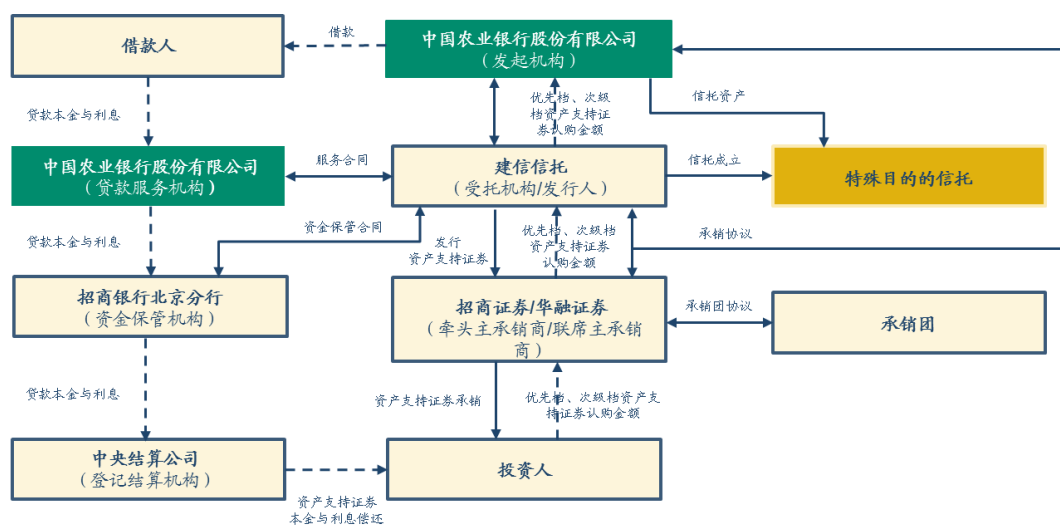 借款人
借款
中国农业银行股份有限公司
（发起机构）
贷款本金与利息
优先档、次级
档资产支持证
券认购金额
信托资产
中国农业银行股份有限公司
（贷款服务机构）
服务合同
建信信托
（受托机构/发行人）
信托成立
特殊目的的信托
贷款本金与利息
资金保管合同
发行
资产支持证券
优先档、次级档
资产支持证券
认购金额
承销协议
招商银行北京分行
（资金保管机构）
招商证券/华融证券
（牵头主承销商/联席主承销
商）
承销团协议
承销团
贷款本金与利息
资产支持证券承销
优先档、次级档资产支
持证券认购金额
中央结算公司
（登记结算机构）
投资人
资产支持证券
本金与利息偿还